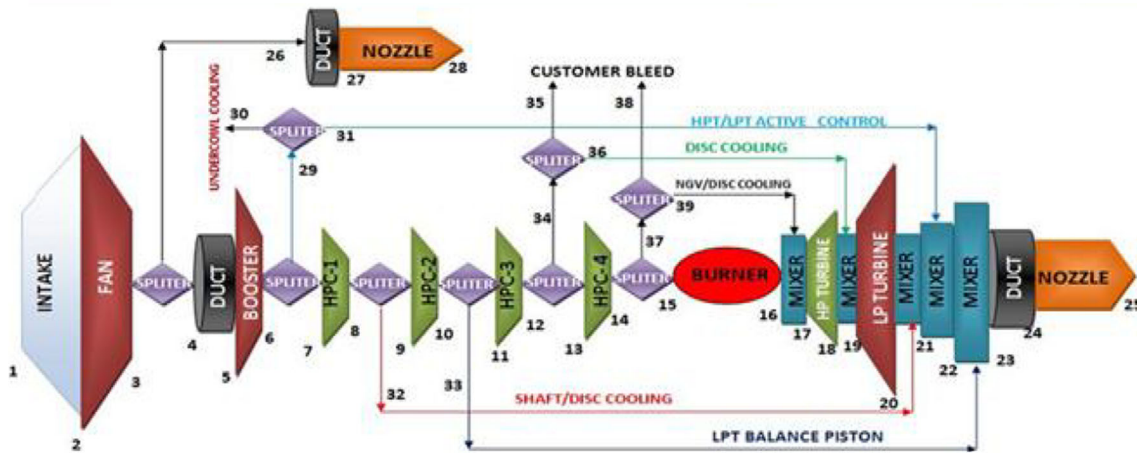 DUCT
NOZZLE
26
27
28
CUSTOMER BLEED
UNDERCOWL COOLING
30
SPLITER
31
35
38
HPT/LPT ACTIVE CONTROL
29
SPLITER
36
DISC COOLING
SPLITER
39
NGV/DISC COOLING
34
37
INTAKE
FAN
SPLITER
DUCT
BOOSTER
SPLITER
HPC-1
SPLITER
HPC-2
SPLITER
HPC-3
SPLITER
HPC-4
SPLITER
BURNER
MIXER
HP TURBINE
MIXER
LP TURBINE
MIXER
MIXER
MIXER
DUCT
NOZZLE
1
2
3
4
5
6
7
8
9
10
11
12
13
14
15
16
17
18
19
20
21
22
23
24
25
32
33
SHAFT/DISC COOLING
LPT BALANCE PISTON